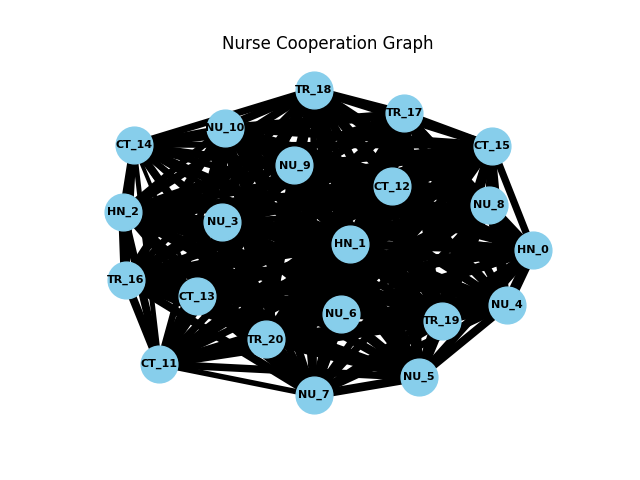 Nurse Cooperation Graph
TR_18
TR_17
NU_10
CT_14
CT_15
NU_9
CT_12
NU_8
HN_2
NU_3
HN_1
HN_0
TR_16
CT_13
NU_4
NU_6
TR_19
TR_20
CT_11
NU_5
NU_7